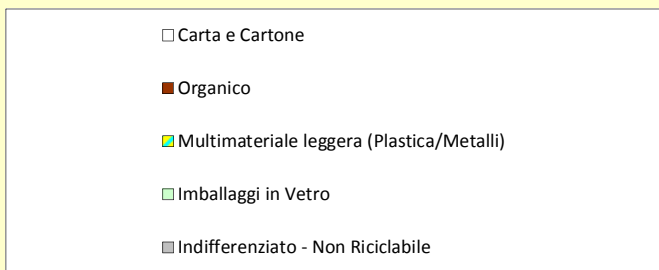 Carta e Cartone
Organico
Multimateriale leggera (Plastica/Metalli)
Imballaggi in Vetro
Indifferenziato - Non Riciclabile